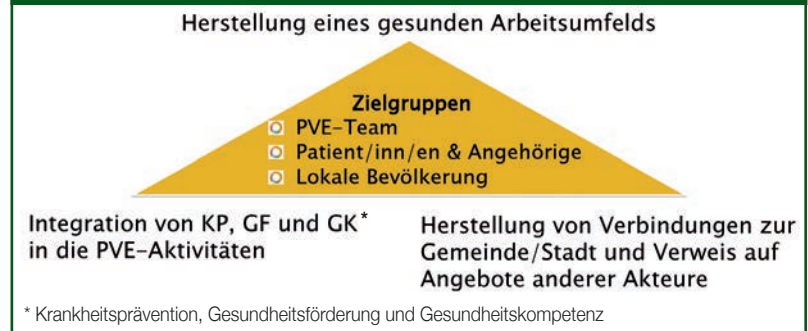 Herstellung eines gesunden Arbeitsumfelds
Zielgruppen
PVE-Team
Patient/inn/en & Angehörige
Lokale Bevölkerung
Integration von KP, GF und GK*
in die PVE-Aktivitäten
Herstellung von Verbindungen zur
Gemeinde/Stadt und Verweis auf
Angebote anderer Akteure
* Krankheitsprävention, Gesundheitsförderung und Gesundheitskompetenz